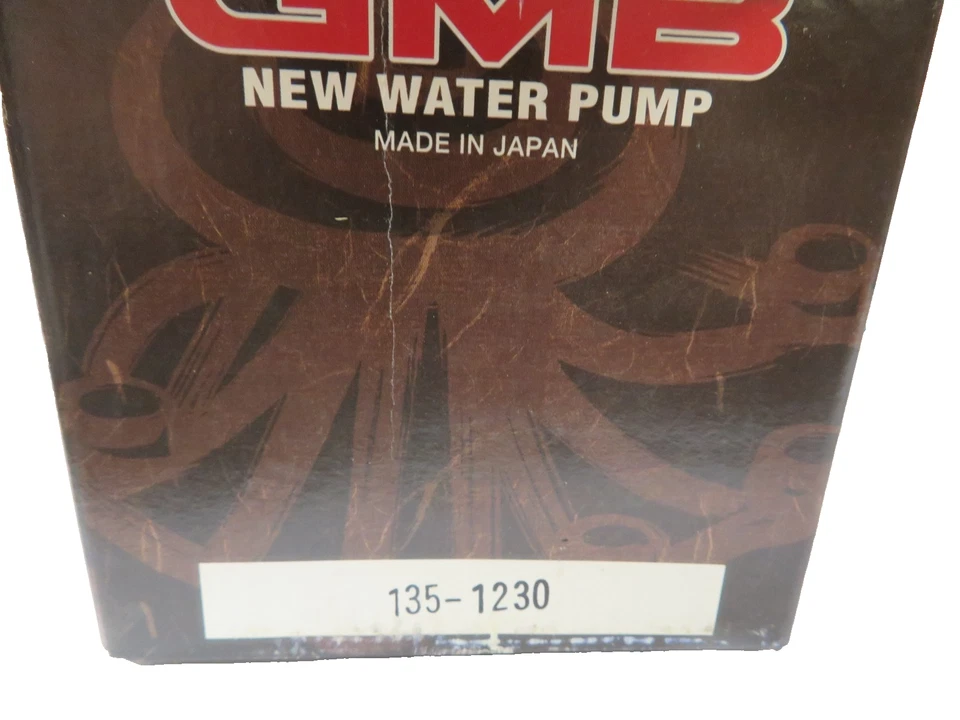 GMB
NEW WATER PUMP
MADE IN JAPAN
135-1230